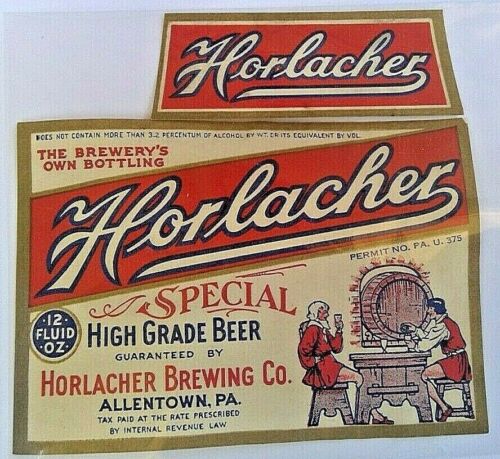 Horlacher
DOES NOT CONTAIN MORE THAN 3.2 PERCENTUM OF ALCOHOL BY WT. OR ITS EQUIVALENT BY VOL.
THE BREWERY'S
OWN BOTTLING
Horlacher
PERMIT NO. PA. U. 375
SPECIAL
·12·
FLUID
·OZ·
HIGH GRADE BEER
GUARANTEED BY
HORLACHER BREWING CO.
ALLENTOWN, PA.
TAX PAID AT THE RATE PRESCRIBED
BY INTERNAL REVENUE LAW